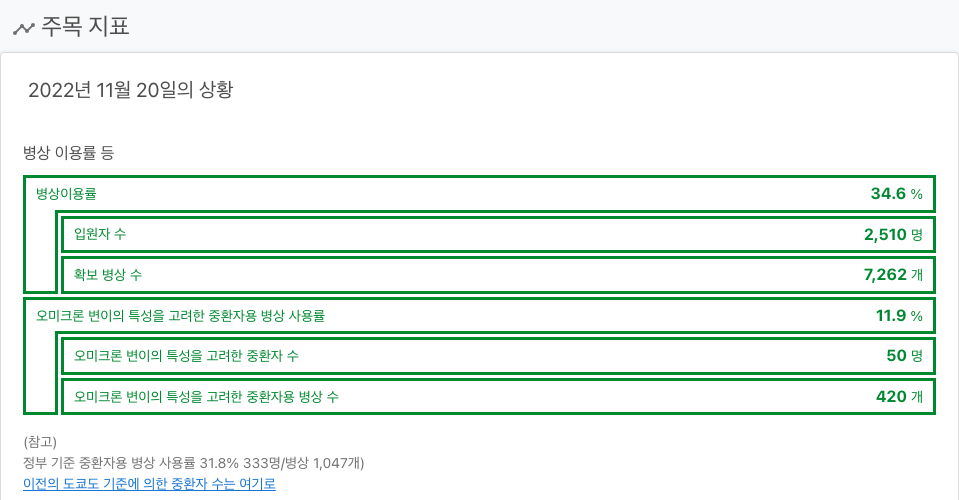 주목 지표
2022년 11월 20일의 상황
병상 이용률 등
병상이용률 34.6 %
입원자 수 2,510 명
확보 병상 수 7,262 개
오미크론 변이의 특성을 고려한 중환자용 병상 사용률 11.9 %
오미크론 변이의 특성을 고려한 중환자 수 50 명
오미크론 변이의 특성을 고려한 중환자용 병상 수 420 개
(참고)
정부 기준 중환자용 병상 사용률 31.8% 333명/병상 1,047개)
이전의 도쿄도 기준에 의한 중환자 수는 여기로